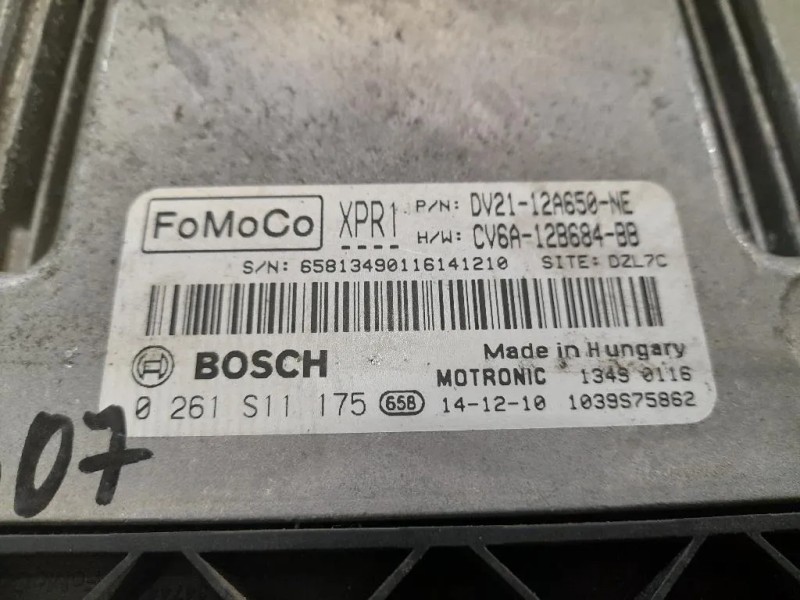 FoMoCo XPR1 P/N: DV21-12A650-NE
H/W: CV6A-12B684-BB
S/N: 65813490116141210 SITE: DZL7C
BOSCH Made in Hungary
MOTRONIC 1349 0116
0 261 S11 175 658 14-12-10 1039S75862
07